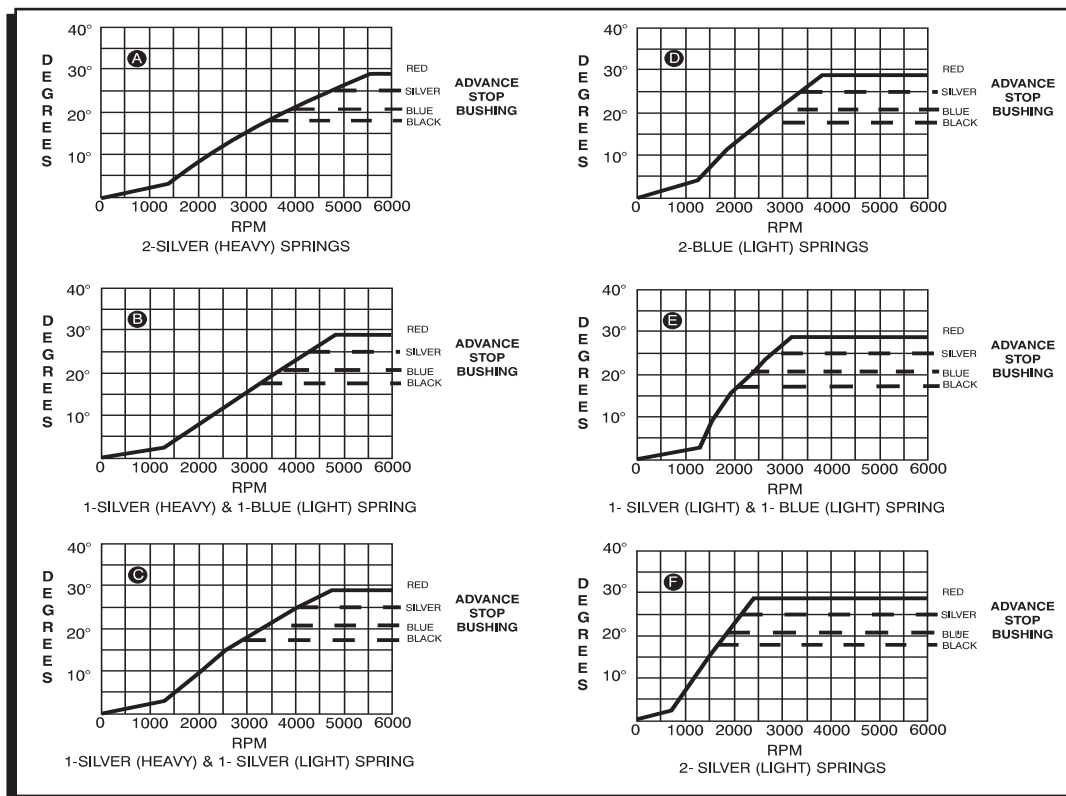 A
40°
30°
20°
10°
DEGREES
0 1000 2000 3000 4000 5000 6000
RPM
RED
SILVER
BLUE
BLACK
ADVANCE
STOP
BUSHING
2-SILVER (HEAVY) SPRINGS
D
40°
30°
20°
10°
DEGREES
0 1000 2000 3000 4000 5000 6000
RPM
RED
SILVER
BLUE
BLACK
ADVANCE
STOP
BUSHING
2-BLUE (LIGHT) SPRINGS
B
40°
30°
20°
10°
DEGREES
0 1000 2000 3000 4000 5000 6000
RPM
RED
SILVER
BLUE
BLACK
ADVANCE
STOP
BUSHING
1-SILVER (HEAVY) & 1-BLUE (LIGHT) SPRING
E
40°
30°
20°
10°
DEGREES
0 1000 2000 3000 4000 5000 6000
RPM
RED
SILVER
BLUE
BLACK
ADVANCE
STOP
BUSHING
1- SILVER (LIGHT) & 1- BLUE (LIGHT) SPRING
C
40°
30°
20°
10°
DEGREES
0 1000 2000 3000 4000 5000 6000
RPM
RED
SILVER
BLUE
BLACK
ADVANCE
STOP
BUSHING
1-SILVER (HEAVY) & 1- SILVER (LIGHT) SPRING
F
40°
30°
20°
10°
DEGREES
0 1000 2000 3000 4000 5000 6000
RPM
RED
SILVER
BLUE
BLACK
ADVANCE
STOP
BUSHING
2- SILVER (LIGHT) SPRINGS